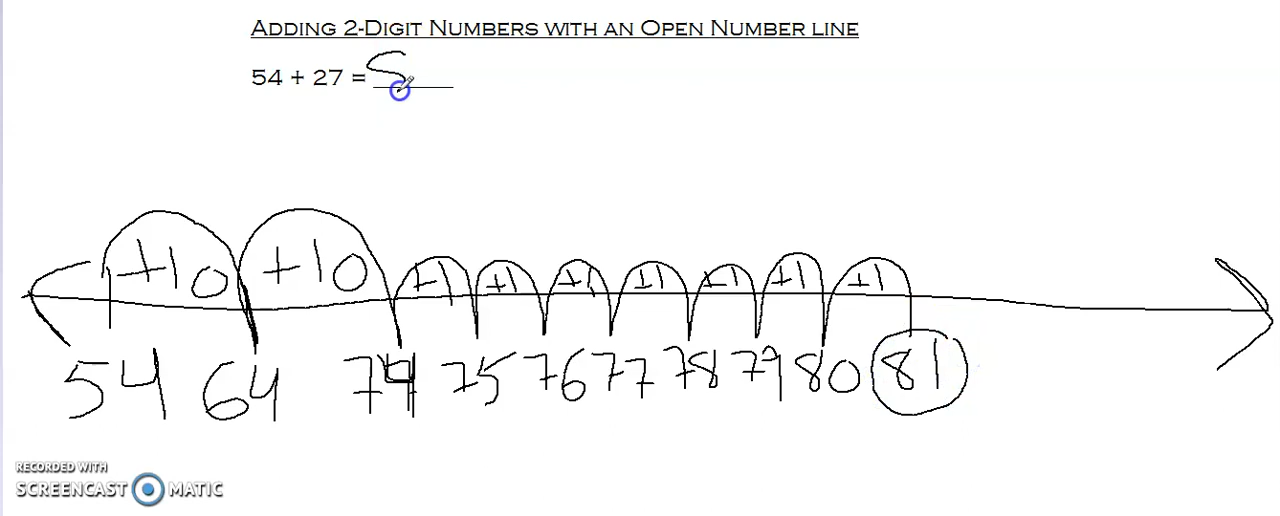 ADDING 2-DIGIT NUMBERS WITH AN OPEN NUMBER LINE
54 + 27 =
+10 +10 +1 +1 +1 +1 +1 +1 +1
54 64 74 75 76 77 78 79 80 81
RECORDED WITH
SCREENCAST MATIC